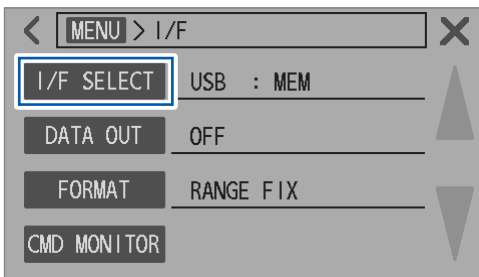 MENU > I/F
I/F SELECT USB : MEM
DATA OUT OFF
FORMAT RANGE FIX
CMD MONITOR